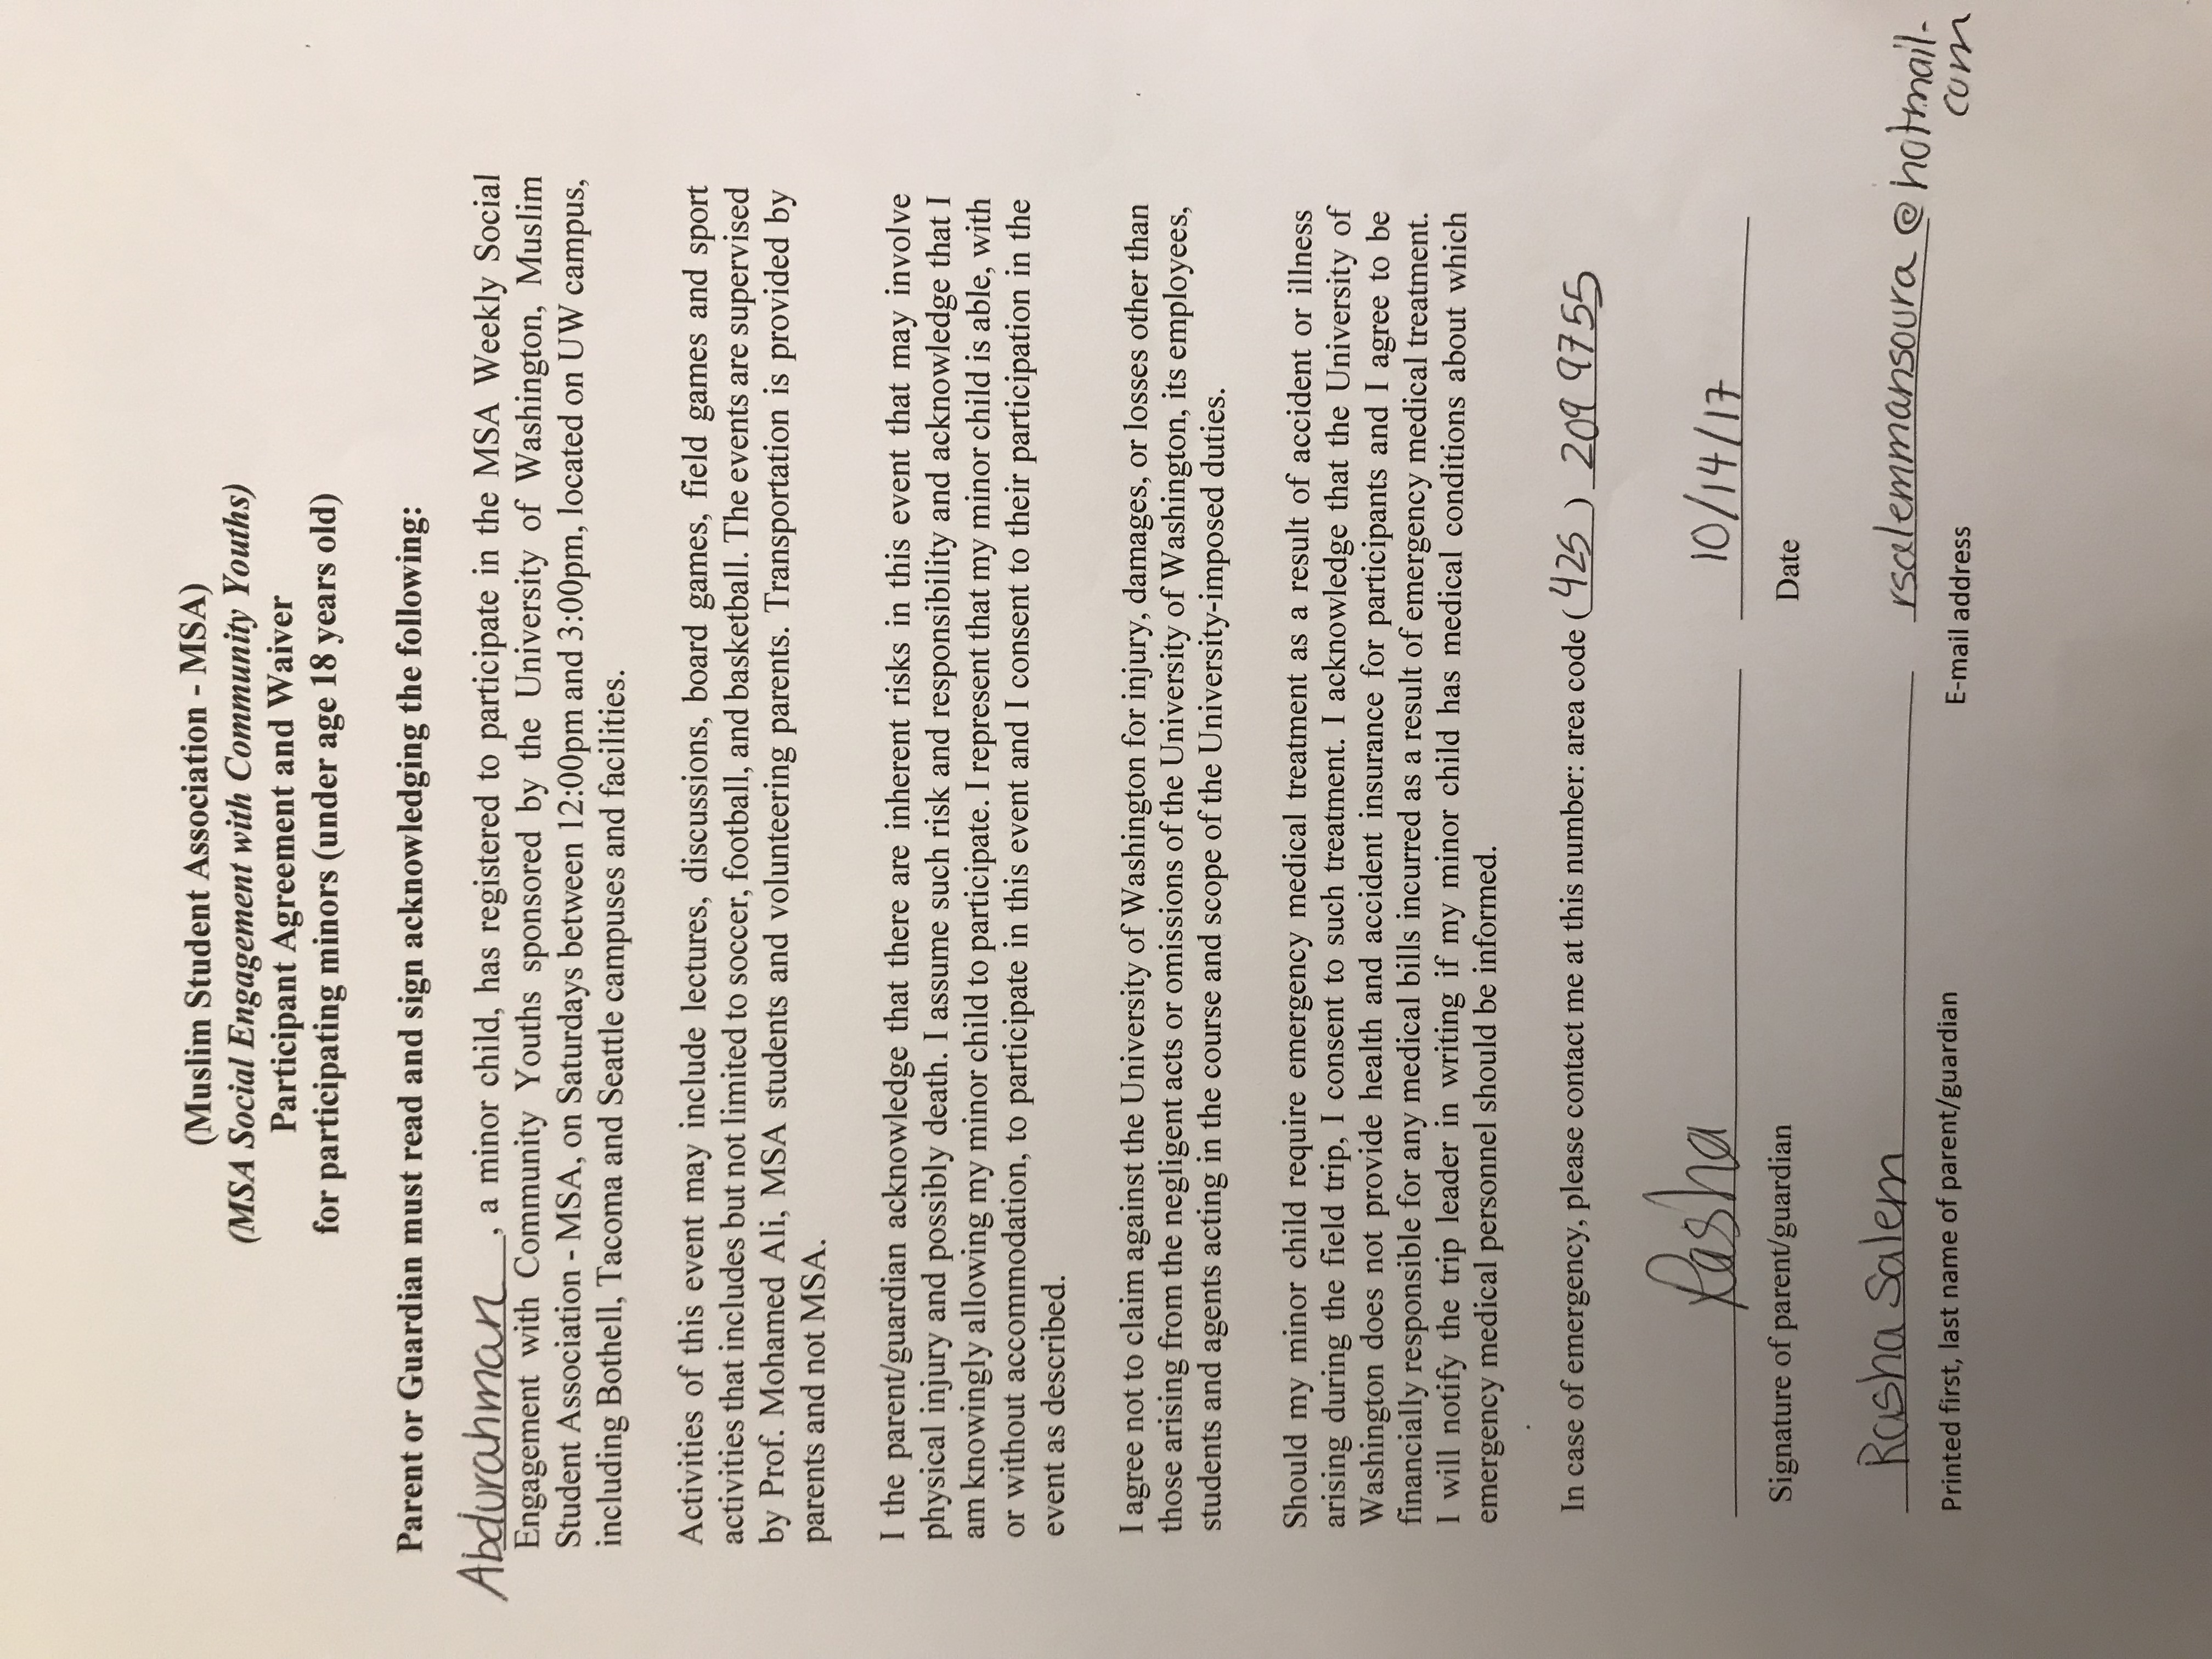 (Muslim Student Association - MSA)
(MSA Social Engagement with Community Youths)
Participant Agreement and Waiver
for participating minors (under age 18 years old)
Parent or Guardian must read and sign acknowledging the following:
Abdurahman, a minor child, has registered to participate in the MSA Weekly Social
Engagement with Community Youths sponsored by the University of Washington, Muslim
Student Association - MSA, on Saturdays between 12:00pm and 3:00pm, located on UW campus,
including Bothell, Tacoma and Seattle campuses and facilities.
Activities of this event may include lectures, discussions, board games, field games and sport
activities that includes but not limited to soccer, football, and basketball. The events are supervised
by Prof. Mohamed Ali, MSA students and volunteering parents. Transportation is provided by
parents and not MSA.
I the parent/guardian acknowledge that there are inherent risks in this event that may involve
physical injury and possibly death. I assume such risk and responsibility and acknowledge that I
am knowingly allowing my minor child to participate. I represent that my minor child is able, with
or without accommodation, to participate in this event and I consent to their participation in the
event as described.
I agree not to claim against the University of Washington for injury, damages, or losses other than
those arising from the negligent acts or omissions of the University of Washington, its employees,
students and agents acting in the course and scope of the University-imposed duties.
Should my minor child require emergency medical treatment as a result of accident or illness
arising during the field trip, I consent to such treatment. I acknowledge that the University of
Washington does not provide health and accident insurance for participants and I agree to be
financially responsible for any medical bills incurred as a result of emergency medical treatment.
I will notify the trip leader in writing if my minor child has medical conditions about which
emergency medical personnel should be informed.
In case of emergency, please contact me at this number: area code (425) 209 9755
Rasha 10/14/17
Signature of parent/guardian Date
Rasha Salem rsalemmansoura@hotmail.
com
Printed first, last name of parent/guardian E-mail address